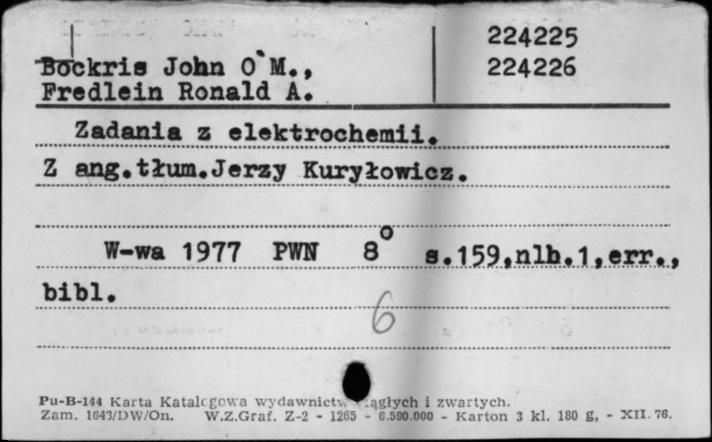 224225
Bockris John O`M.,
224226
Fredlein Ronald A.
Zadania z elektrochemii.
Z ang.tłum.Jerzy Kuryłowicz.
W-wa 1977 PWN 8° s.159,nlb.1,err.,
bibl.
6
Pu-B-144 Karta Katalogowa wydawnictw ciągłych i zwartych.
Zam. 1643/DW/On. W.Z.Graf. Z-2 - 1265 - 6.590.000 - Karton 3 kl. 180 g, - XII. 76.